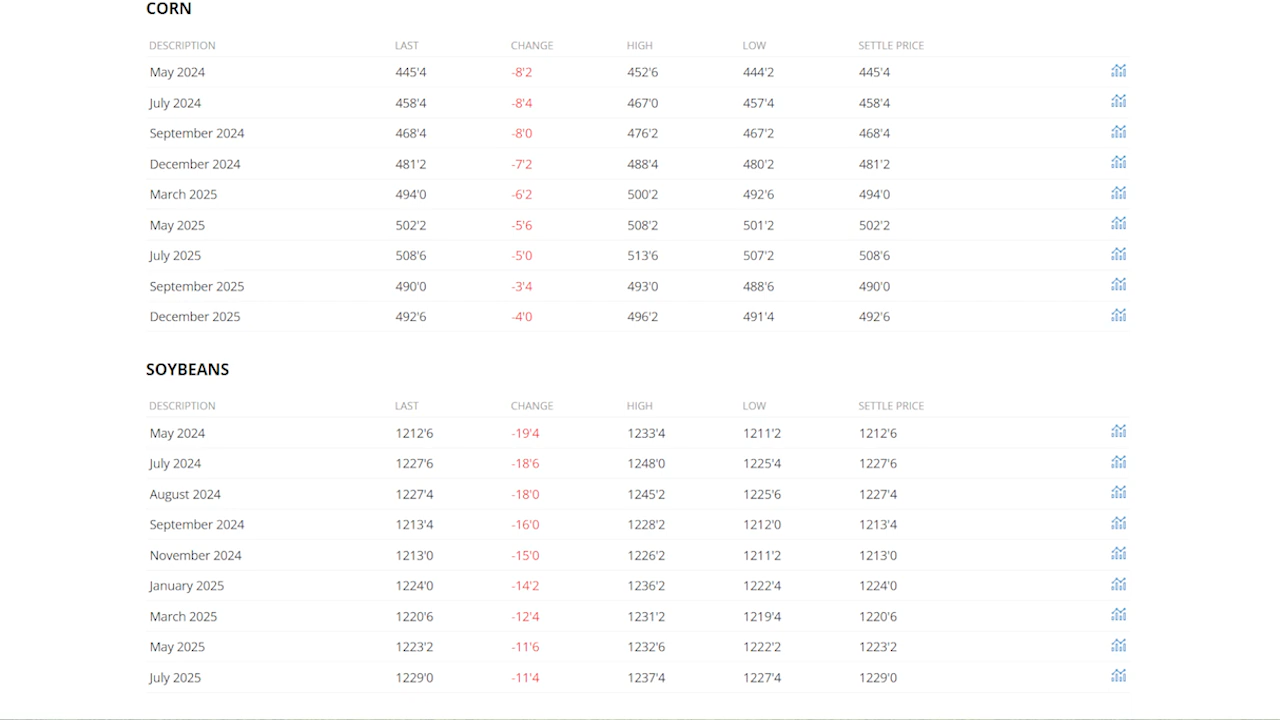 CORN
DESCRIPTION LAST CHANGE HIGH LOW SETTLE PRICE
May 2024 445'4 -8'2 452'6 444'2 445'4
July 2024 458'4 -8'4 467'0 457'4 458'4
September 2024 468'4 -8'0 476'2 467'2 468'4
December 2024 481'2 -7'2 488'4 480'2 481'2
March 2025 494'0 -6'2 500'2 492'6 494'0
May 2025 502'2 -5'6 508'2 501'2 502'2
July 2025 508'6 -5'0 513'6 507'2 508'6
September 2025 490'0 -3'4 493'0 488'6 490'0
December 2025 492'6 -4'0 496'2 491'4 492'6
SOYBEANS
DESCRIPTION LAST CHANGE HIGH LOW SETTLE PRICE
May 2024 1212'6 -19'4 1233'4 1211'2 1212'6
July 2024 1227'6 -18'6 1248'0 1225'4 1227'6
August 2024 1227'4 -18'0 1245'2 1225'6 1227'4
September 2024 1213'4 -16'0 1228'2 1212'0 1213'4
November 2024 1213'0 -15'0 1226'2 1211'2 1213'0
January 2025 1224'0 -14'2 1236'2 1222'4 1224'0
March 2025 1220'6 -12'4 1231'2 1219'4 1220'6
May 2025 1223'2 -11'6 1232'6 1222'2 1223'2
July 2025 1229'0 -11'4 1237'4 1227'4 1229'0